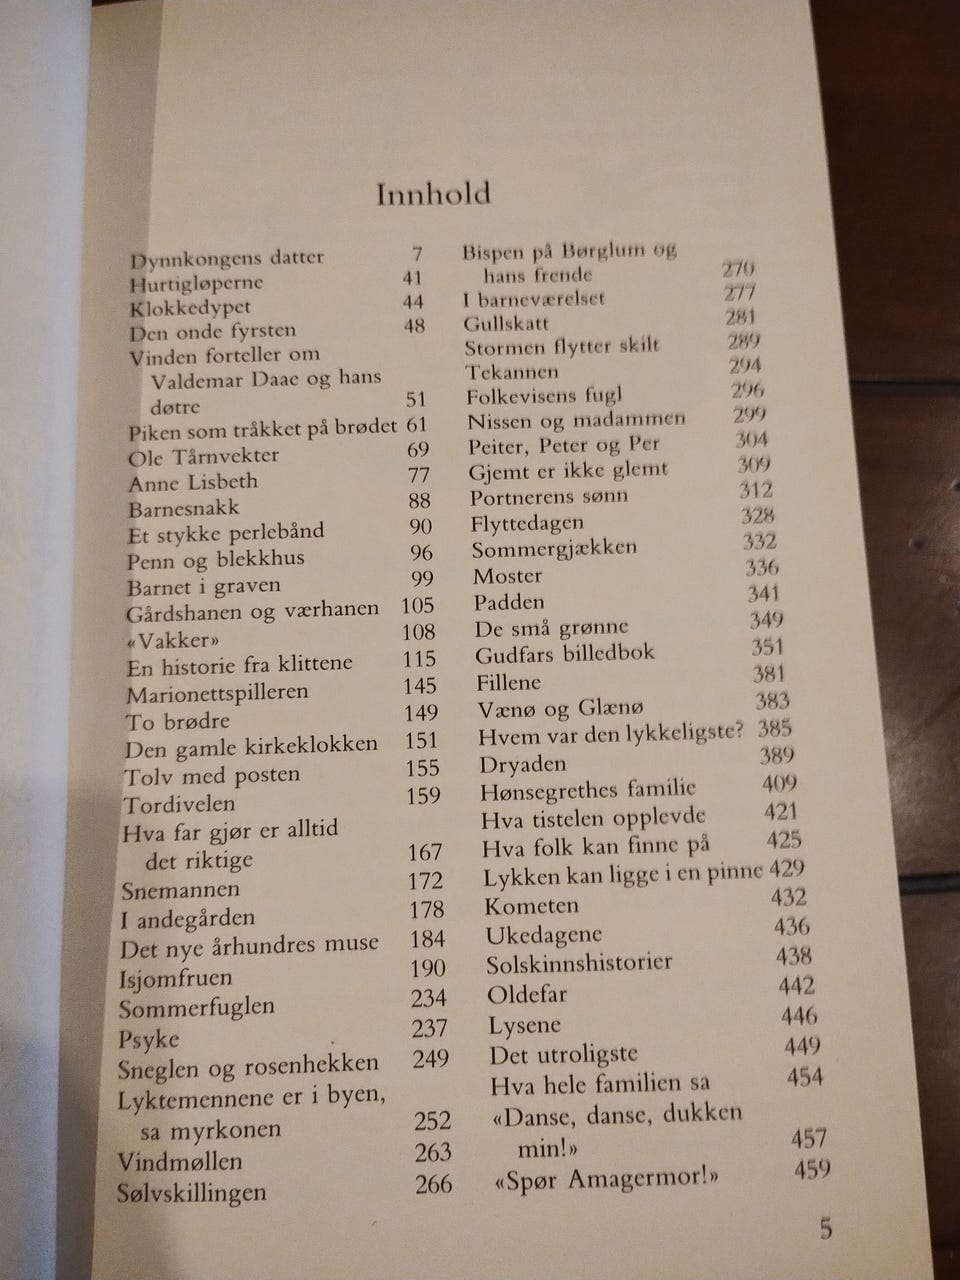 Innhold
Dynnkongens datter 7
Hurtigløperne 41
Klokkedypet 44
Den onde fyrsten 48
Vinden forteller om
Valdemar Daae og hans
døtre 51
Piken som tråkket på brødet 61
Ole Tårnvekter 69
Anne Lisbeth 77
Barnesnakk 88
Et stykke perlebånd 90
Penn og blekkhus 96
Barnet i graven 99
Gårdshanen og værhanen 105
«Vakker» 108
En historie fra klittene 115
Marionettspilleren 145
To brødre 149
Den gamle kirkeklokken 151
Tolv med posten 155
Tordivelen 159
Hva far gjør er alltid
det riktige 167
Snemannen 172
I andegården 178
Det nye århundres muse 184
Isjomfruen 190
Sommerfuglen 234
Psyke 237
Sneglen og rosenhekken 249
Lyktemennene er i byen,
sa myrkonen 252
Vindmøllen 263
Sølvskillingen 266
Bispen på Børglum og
hans frende 270
I barneværelset 277
Gullskatt 281
Stormen flytter skilt 289
Tekannen 294
Folkevisens fugl 296
Nissen og madammen 299
Peiter, Peter og Per 304
Gjemt er ikke glemt 309
Portnerens sønn 312
Flyttedagen 328
Sommergjækken 332
Moster 336
Padden 341
De små grønne 349
Gudfars billedbok 351
Fillene 381
Vænø og Glænø 383
Hvem var den lykkeligste? 385
Dryaden 389
Hønsegrethes familie 409
Hva tistelen opplevde 421
Hva folk kan finne på 425
Lykken kan ligge i en pinne 429
Kometen 432
Ukedagene 436
Solskinnshistorier 438
Oldefar 442
Lysene 446
Det utroligste 449
Hva hele familien sa 454
«Danse, danse, dukken
min!» 457
«Spør Amagermor!» 459
5